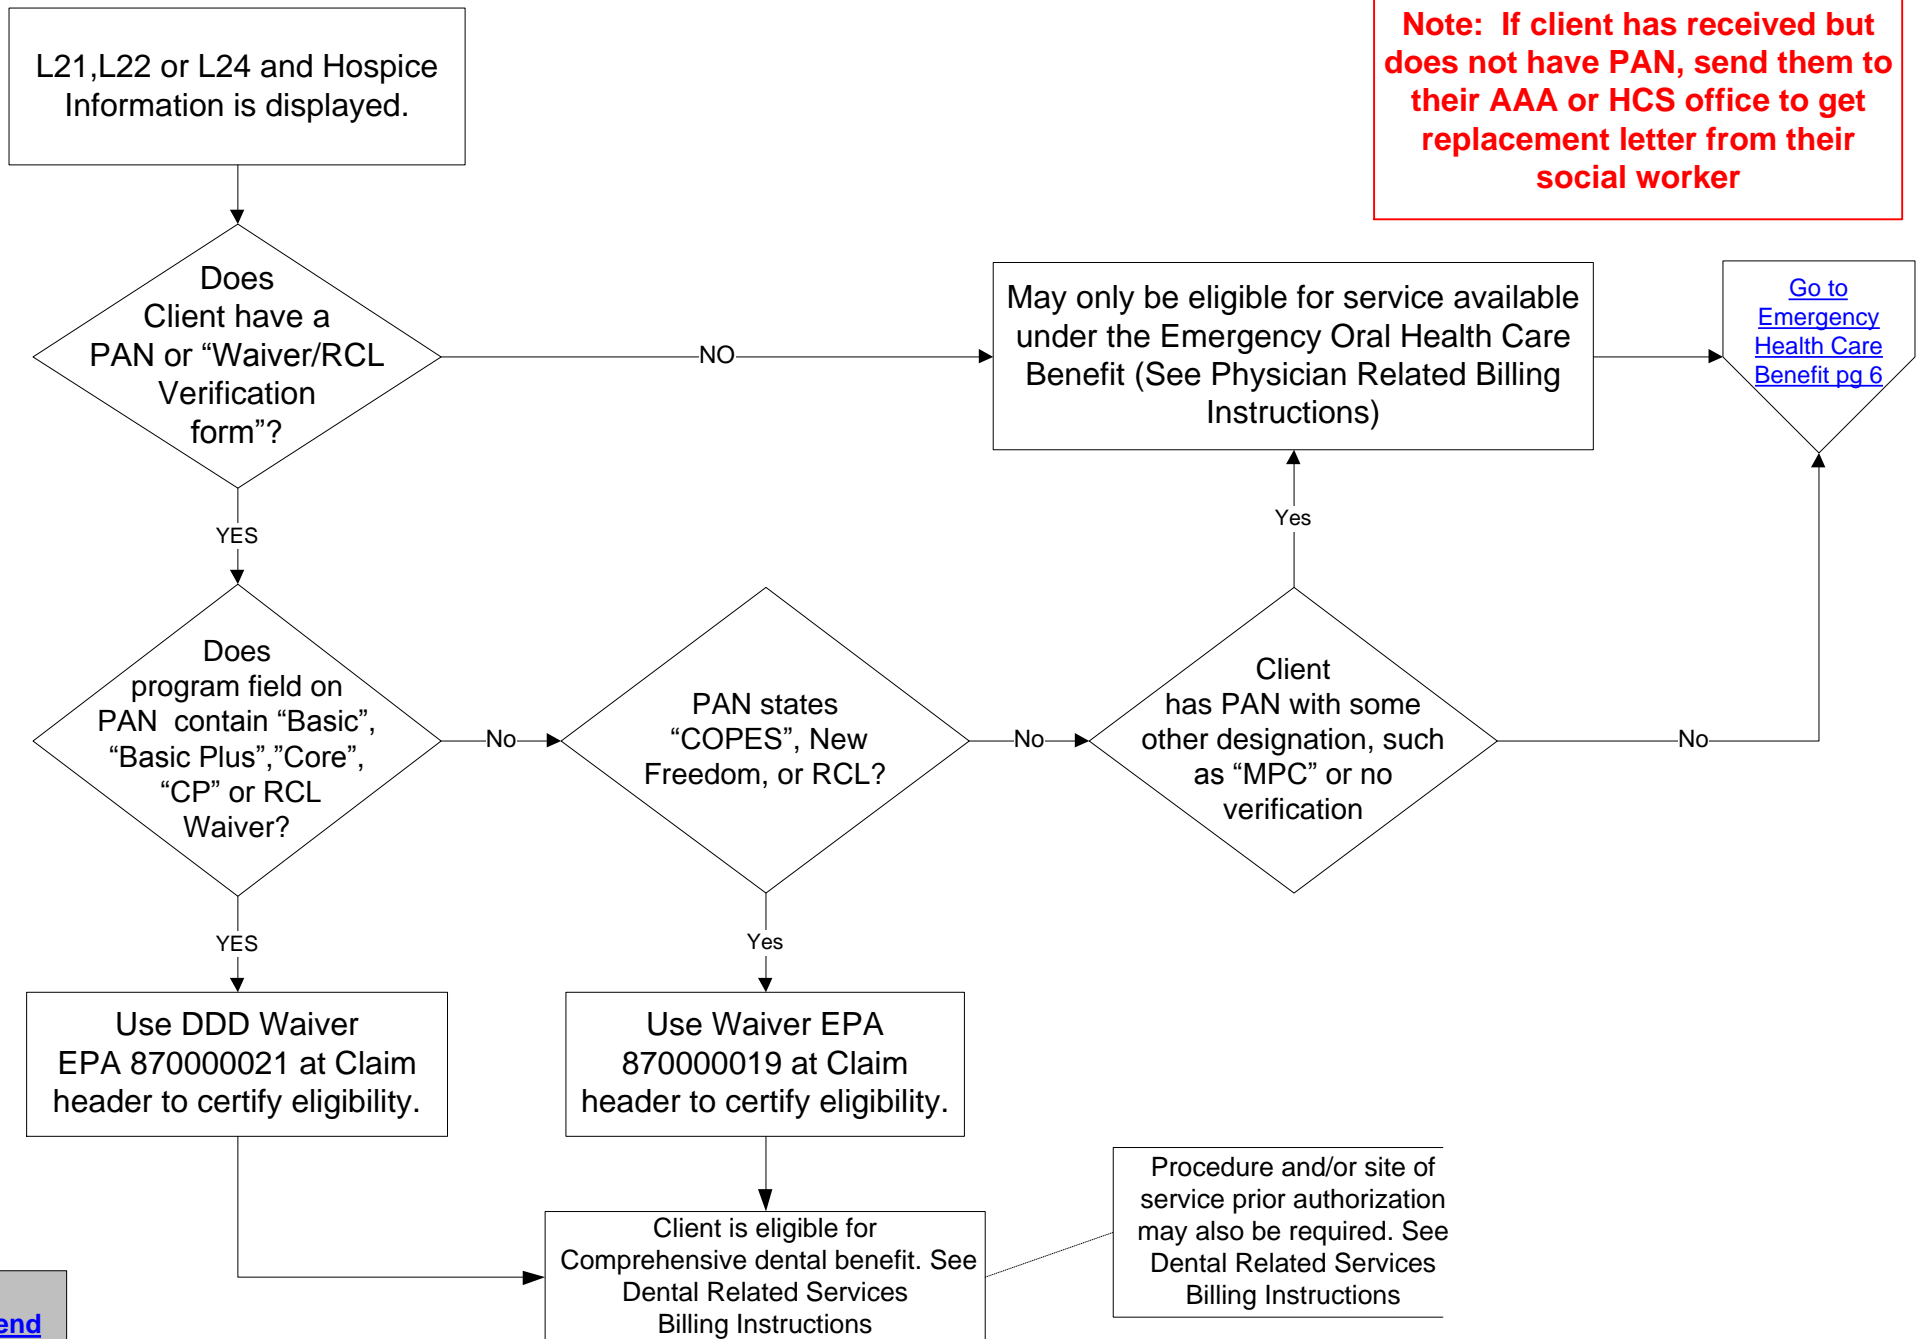 L21,L22 or L24 and Hospice
Information is displayed.
Note:  If client has received but
does not have PAN, send them to
their AAA or HCS office to get
replacement letter from their
social worker
Does
Client have a
PAN or “Waiver/RCL
Verification
form”?
NO
May only be eligible for service available
under the Emergency Oral Health Care
Benefit (See Physician Related Billing
Instructions)
Go to
Emergency
Health Care
Benefit pg 6
YES
Yes
Does
program field on
PAN  contain “Basic”,
“Basic Plus”,”Core”,
“CP” or RCL
Waiver?
No
PAN states
“COPES”, New
Freedom, or RCL?
No
Client
has PAN with some
other designation, such
as “MPC” or no
verification
No
YES
Yes
Use DDD Waiver
EPA 870000021 at Claim
header to certify eligibility.
Use Waiver EPA
870000019 at Claim
header to certify eligibility.
Client is eligible for
Comprehensive dental benefit. See
Dental Related Services
Billing Instructions
Procedure and/or site of
service prior authorization
may also be required. See
Dental Related Services
Billing Instructions